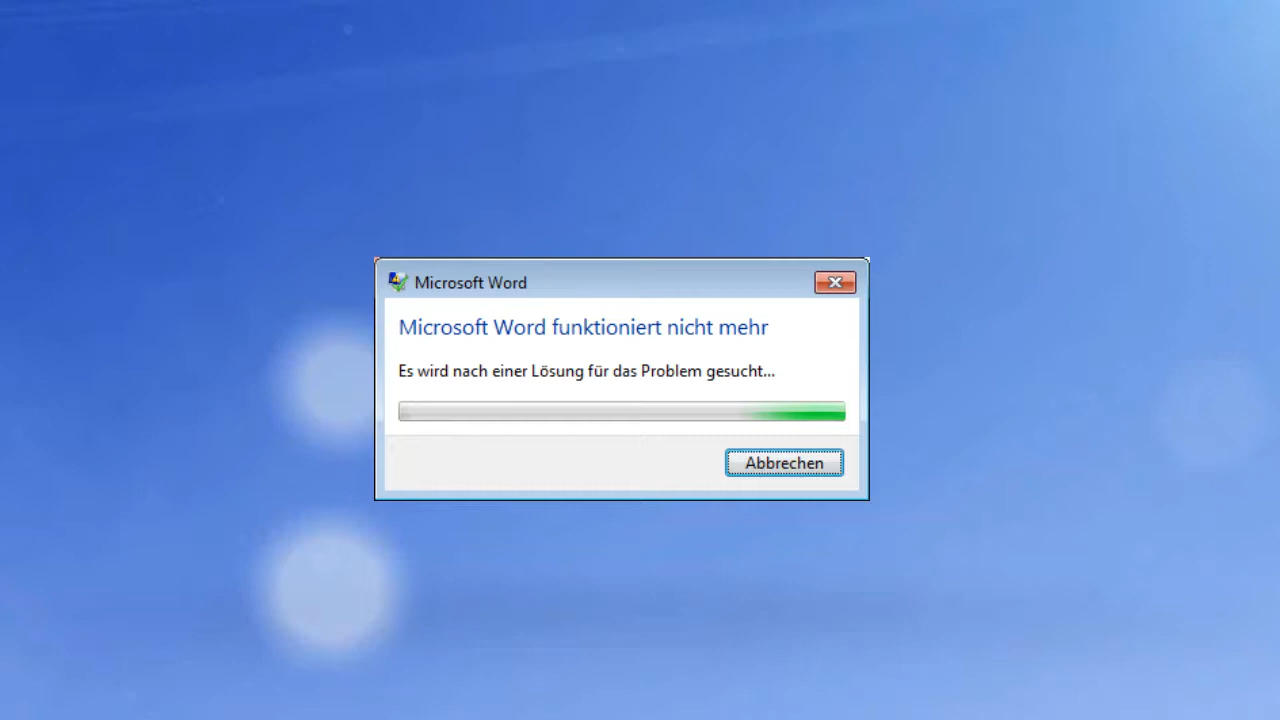 Microsoft Word
Microsoft Word funktioniert nicht mehr
Es wird nach einer Lösung für das Problem gesucht...
Abbrechen